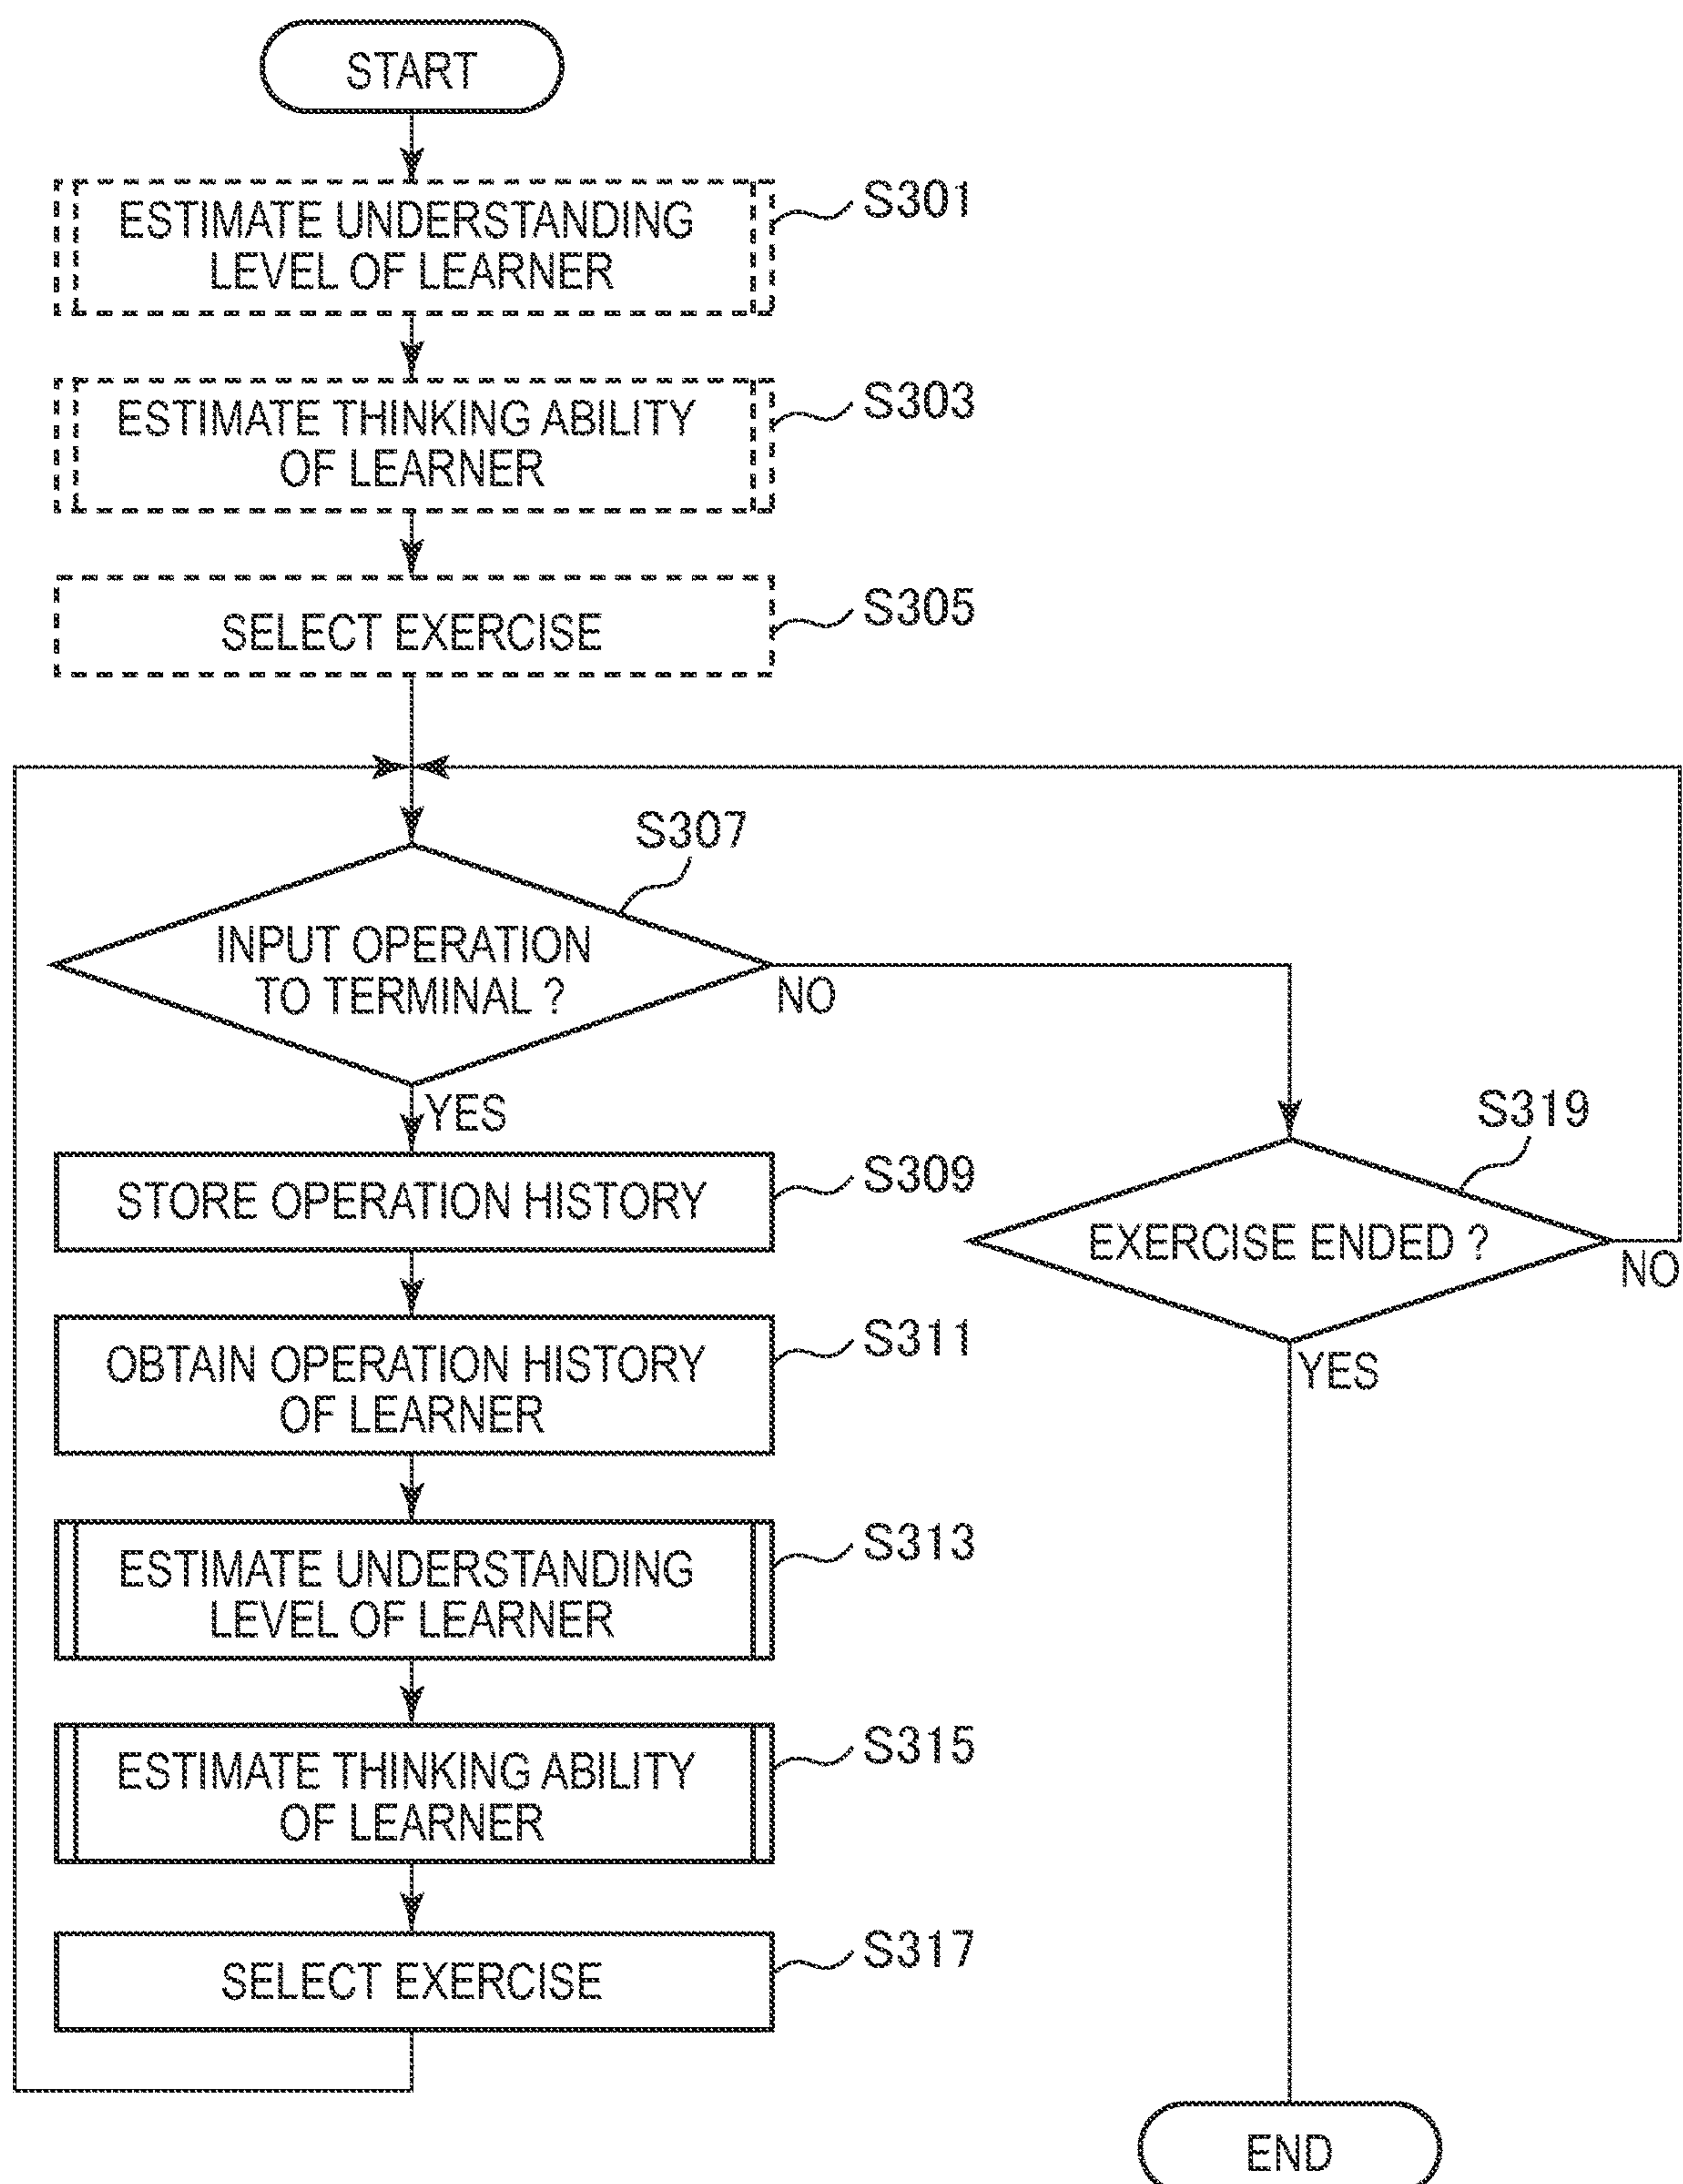 START
ESTIMATE UNDERSTANDING
LEVEL OF LEARNER
S301
ESTIMATE THINKING ABILITY
OF LEARNER
S303
SELECT EXERCISE
S305
S307
INPUT OPERATION
TO TERMINAL ?
NO
YES
STORE OPERATION HISTORY
S309
S319
EXERCISE ENDED ?
NO
YES
OBTAIN OPERATION HISTORY
OF LEARNER
S311
ESTIMATE UNDERSTANDING
LEVEL OF LEARNER
S313
ESTIMATE THINKING ABILITY
OF LEARNER
S315
SELECT EXERCISE
S317
END